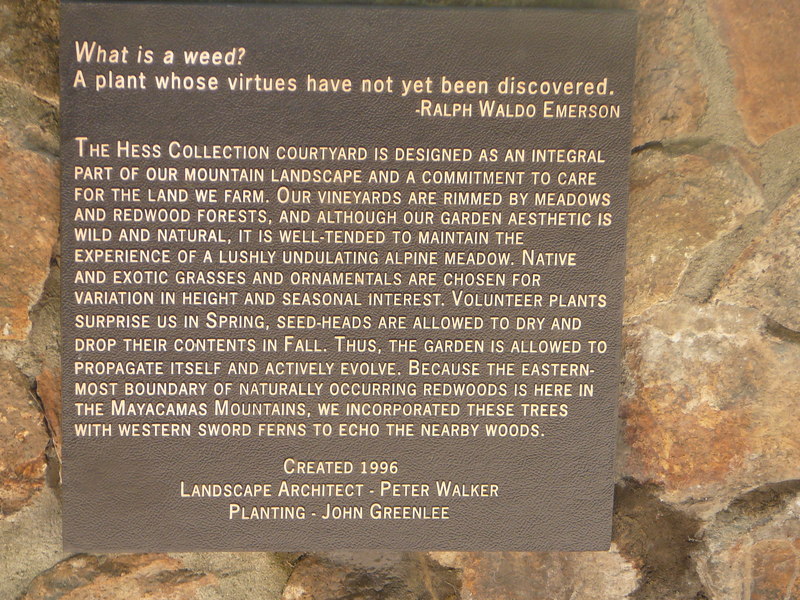 What is a weed?
A plant whose virtues have not yet been discovered.
-RALPH WALDO EMERSON
THE HESS COLLECTION COURTYARD IS DESIGNED AS AN INTEGRAL
PART OF OUR MOUNTAIN LANDSCAPE AND A COMMITMENT TO CARE
FOR THE LAND WE FARM. OUR VINEYARDS ARE RIMMED BY MEADOWS
AND REDWOOD FORESTS, AND ALTHOUGH OUR GARDEN AESTHETIC IS
WILD AND NATURAL, IT IS WELL-TENDED TO MAINTAIN THE
EXPERIENCE OF A LUSHLY UNDULATING ALPINE MEADOW. NATIVE
AND EXOTIC GRASSES AND ORNAMENTALS ARE CHOSEN FOR
VARIATION IN HEIGHT AND SEASONAL INTEREST. VOLUNTEER PLANTS
SURPRISE US IN SPRING, SEED-HEADS ARE ALLOWED TO DRY AND
DROP THEIR CONTENTS IN FALL. THUS, THE GARDEN IS ALLOWED TO
PROPAGATE ITSELF AND ACTIVELY EVOLVE. BECAUSE THE EASTERN-
MOST BOUNDARY OF NATURALLY OCCURRING REDWOODS IS HERE IN
THE MAYACAMAS MOUNTAINS, WE INCORPORATED THESE TREES
WITH WESTERN SWORD FERNS TO ECHO THE NEARBY WOODS.
CREATED 1996
LANDSCAPE ARCHITECT - PETER WALKER
PLANTING - JOHN GREENLEE